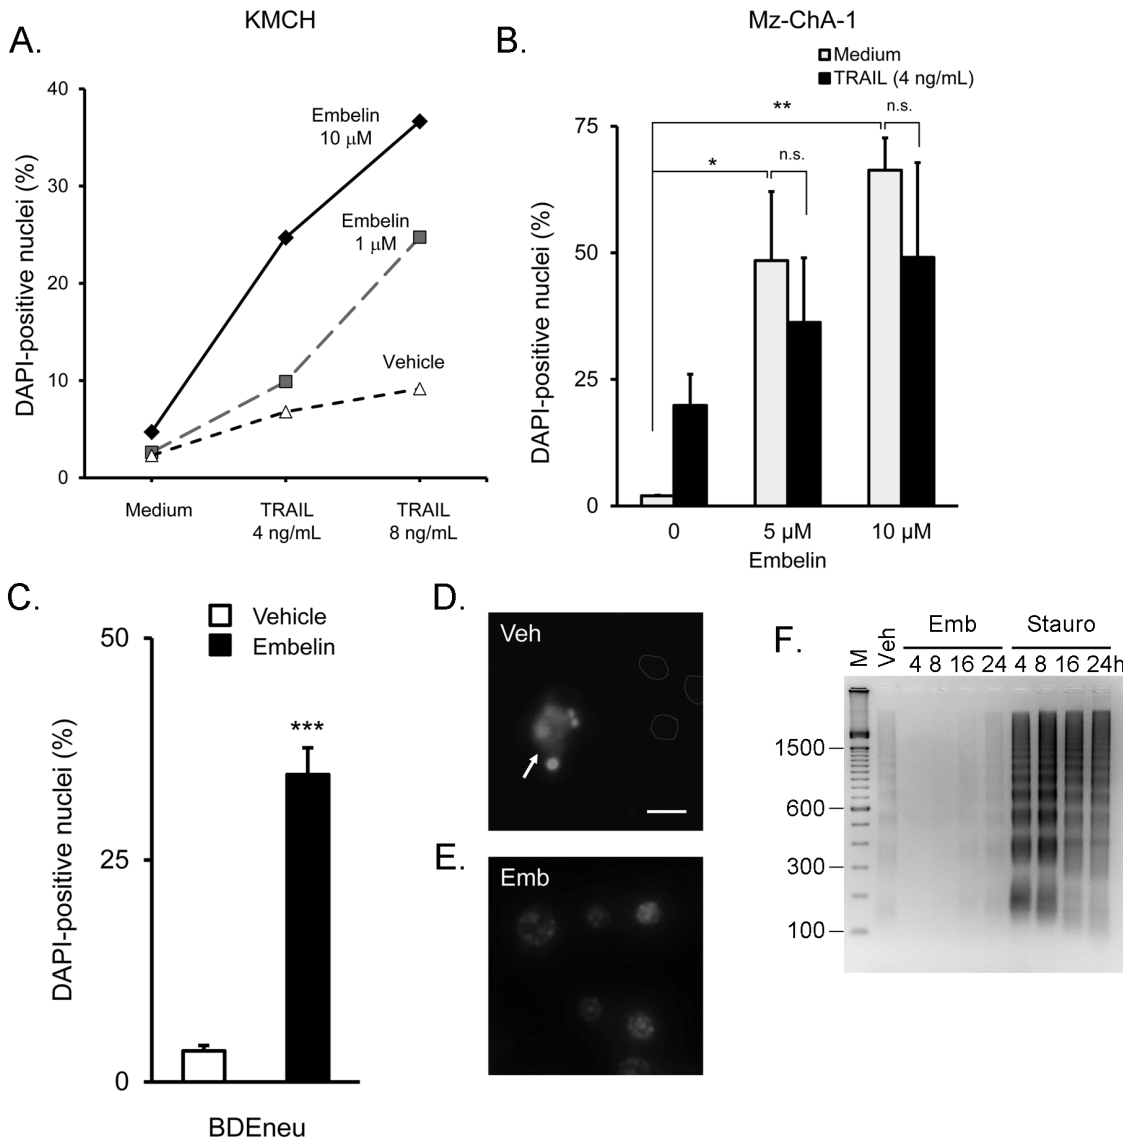 KMCH
A.
40
30
20
10
0
DAPI-positive nuclei (%)
Embelin
10 μM
Embelin
1 μM
Vehicle
Medium
TRAIL
4 ng/mL
TRAIL
8 ng/mL
Mz-ChA-1
B.
Medium
TRAIL (4 ng/mL)
75
50
25
0
DAPI-positive nuclei (%)
**
n.s.
*
n.s.
0
5 μM
10 μM
Embelin
C.
Vehicle
Embelin
50
25
0
DAPI-positive nuclei (%)
***
BDEneu
D.
Veh
E.
Emb
F.
M
Veh
Emb
Stauro
4 8 16 24 4 8 16 24h
1500
600
300
100